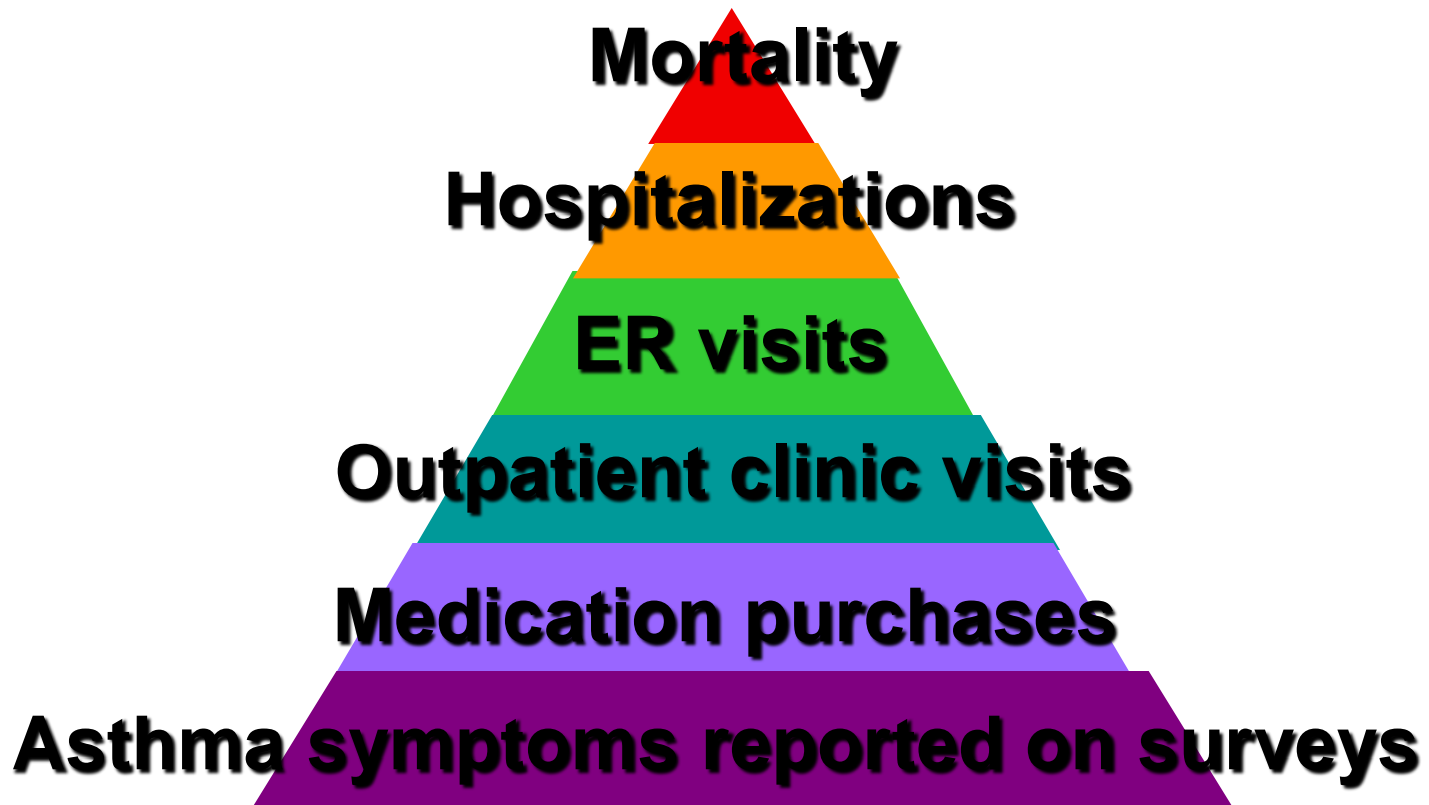 Mortality
Hospitalizations
ER visits
Outpatient clinic visits
Medication purchases
Asthma symptoms reported on surveys